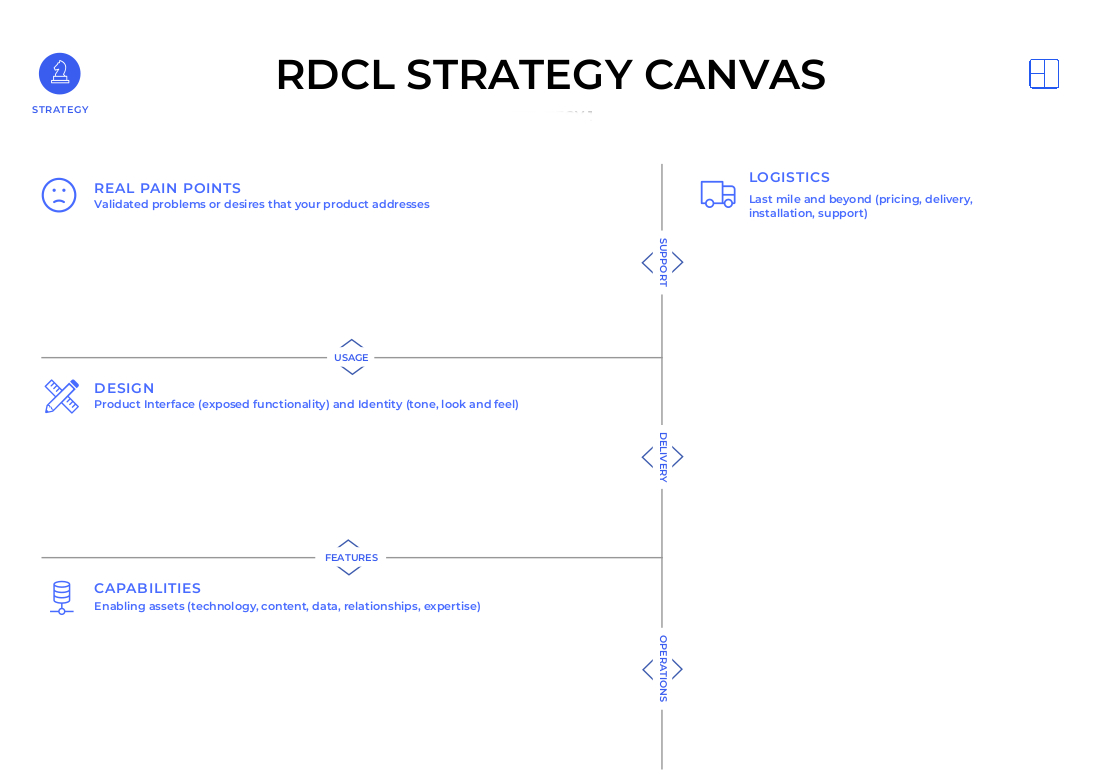 RDCL STRATEGY CANVAS
STRATEGY
REAL PAIN POINTS
Validated problems or desires that your product addresses
LOGISTICS
Last mile and beyond (pricing, delivery,
installation, support)
SUPPORT
USAGE
DESIGN
Product Interface (exposed functionality) and Identity (tone, look and feel)
DELIVERY
FEATURES
CAPABILITIES
Enabling assets (technology, content, data, relationships, expertise)
OPERATIONS